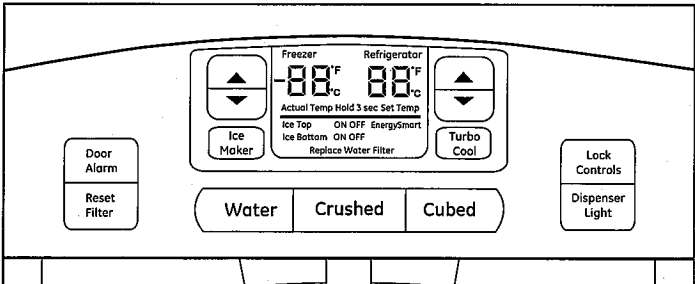 Freezer Refrigerator
-88°F 88°F
°C °C
Actual Temp Hold 3 sec Set Temp
Ice Top ON OFF EnergySmart
Ice Bottom ON OFF
Replace Water Filter
Ice
Maker
Turbo
Cool
Door
Alarm
Reset
Filter
Water Crushed Cubed
Lock
Controls
Dispenser
Light